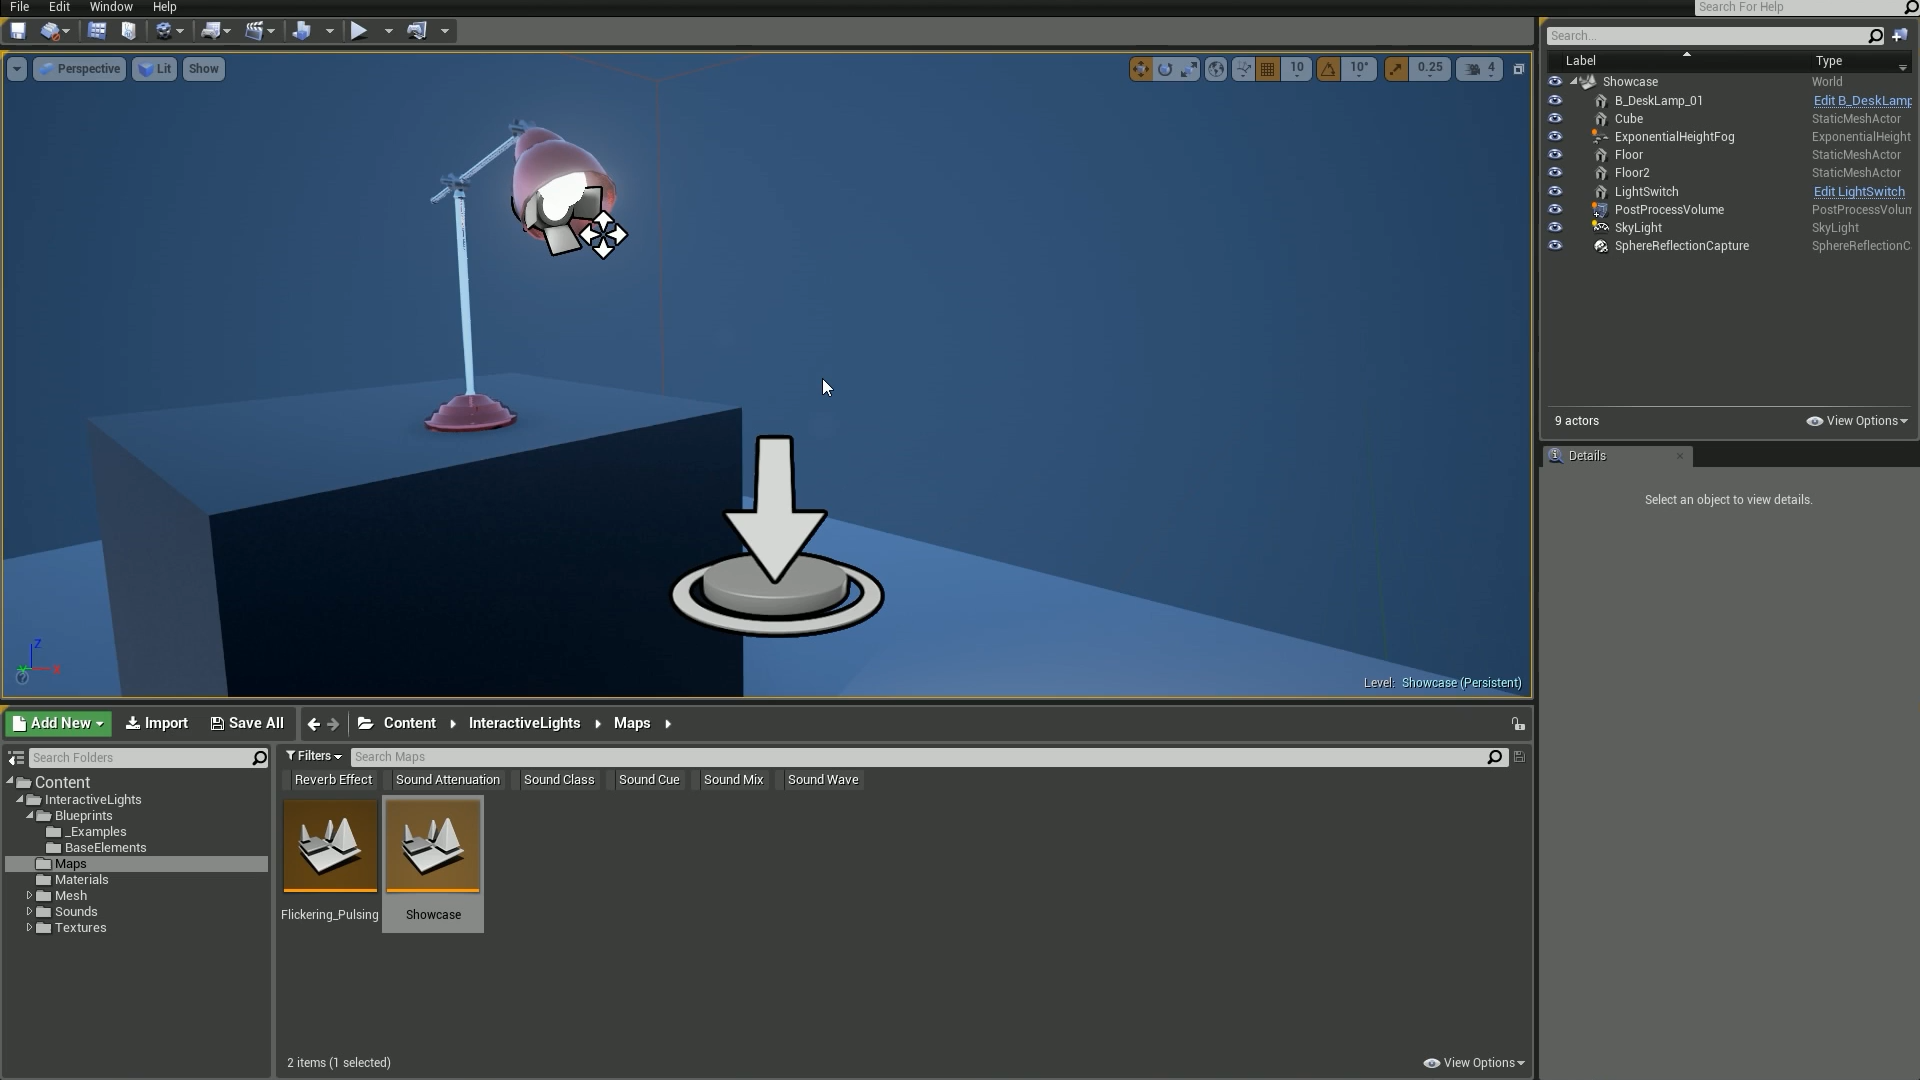 File Edit Window Help
Search For Help
Perspective Lit Show
10 10° 0.25 4
Search...
Label Type
Showcase World
B_DeskLamp_01 Edit B_DeskLamp
Cube StaticMeshActor
ExponentialHeightFog ExponentialHeight
Floor StaticMeshActor
Floor2 StaticMeshActor
LightSwitch Edit LightSwitch
PostProcessVolume PostProcessVolum
SkyLight SkyLight
SphereReflectionCapture SphereReflectionC
9 actors View Options
Details
Select an object to view details.
Z
X
Level: Showcase (Persistent)
Add New Import Save All Content InteractiveLights Maps
Search Folders
Filters Search Maps
Reverb Effect Sound Attenuation Sound Class Sound Cue Sound Mix Sound Wave
Content
InteractiveLights
Blueprints
_Examples
BaseElements
Maps
Materials
Mesh
Sounds
Textures
Flickering_Pulsing Showcase
2 items (1 selected) View Options